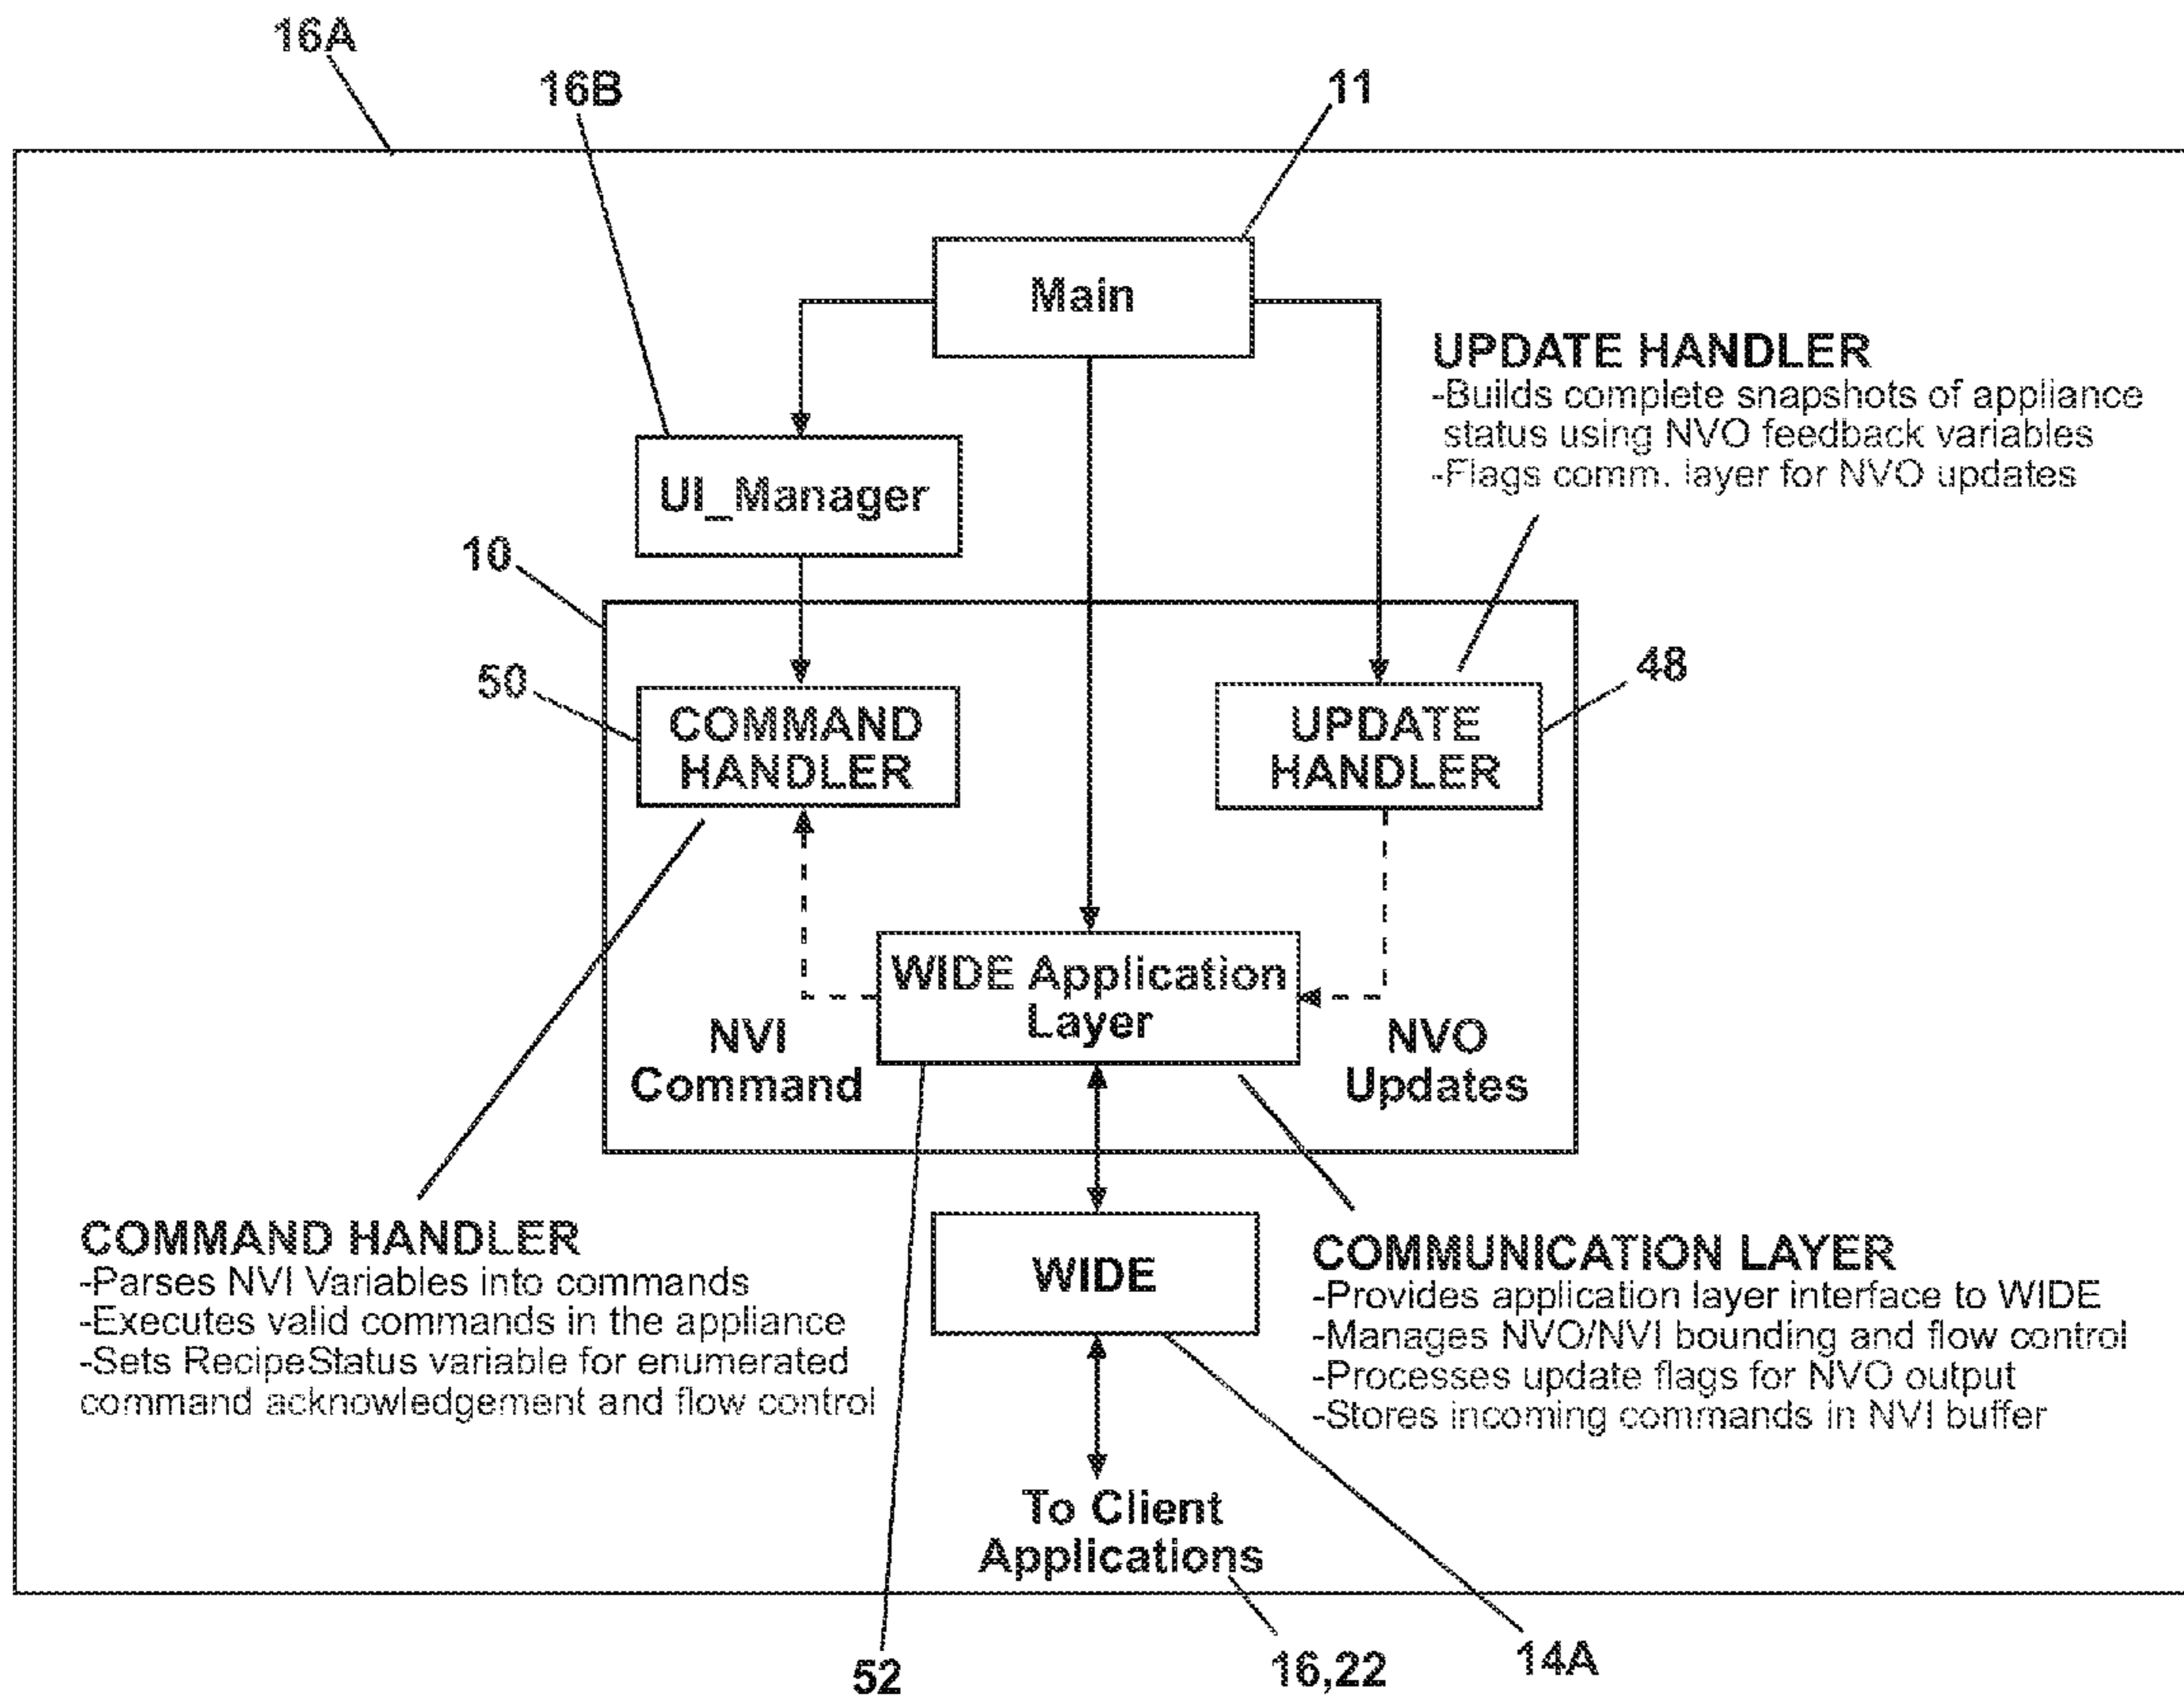 16A
16B
11
Main
UPDATE HANDLER
-Builds complete snapshots of appliance
status using NVO feedback variables
-Flags comm. layer for NVO updates
UI_Manager
10
50
48
COMMAND
HANDLER
UPDATE
HANDLER
WIDE Application
Layer
NVI
Command
NVO
Updates
COMMAND HANDLER
-Parses NVI Variables into commands
-Executes valid commands in the appliance
-Sets RecipeStatus variable for enumerated
command acknowledgement and flow control
WIDE
COMMUNICATION LAYER
-Provides application layer interface to WIDE
-Manages NVO/NVI bounding and flow control
-Processes update flags for NVO output
-Stores incoming commands in NVI buffer
To Client
Applications
52
16,22
14A